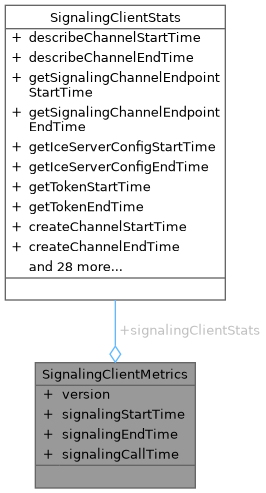 SignalingClientStats
+ describeChannelStartTime
+ describeChannelEndTime
+ getSignalingChannelEndpoint
StartTime
+ getSignalingChannelEndpoint
EndTime
+ getIceServerConfigStartTime
+ getIceServerConfigEndTime
+ getTokenStartTime
+ getTokenEndTime
+ createChannelStartTime
+ createChannelEndTime
and 28 more...
+signalingClientStats
SignalingClientMetrics
+ version
+ signalingStartTime
+ signalingEndTime
+ signalingCallTime